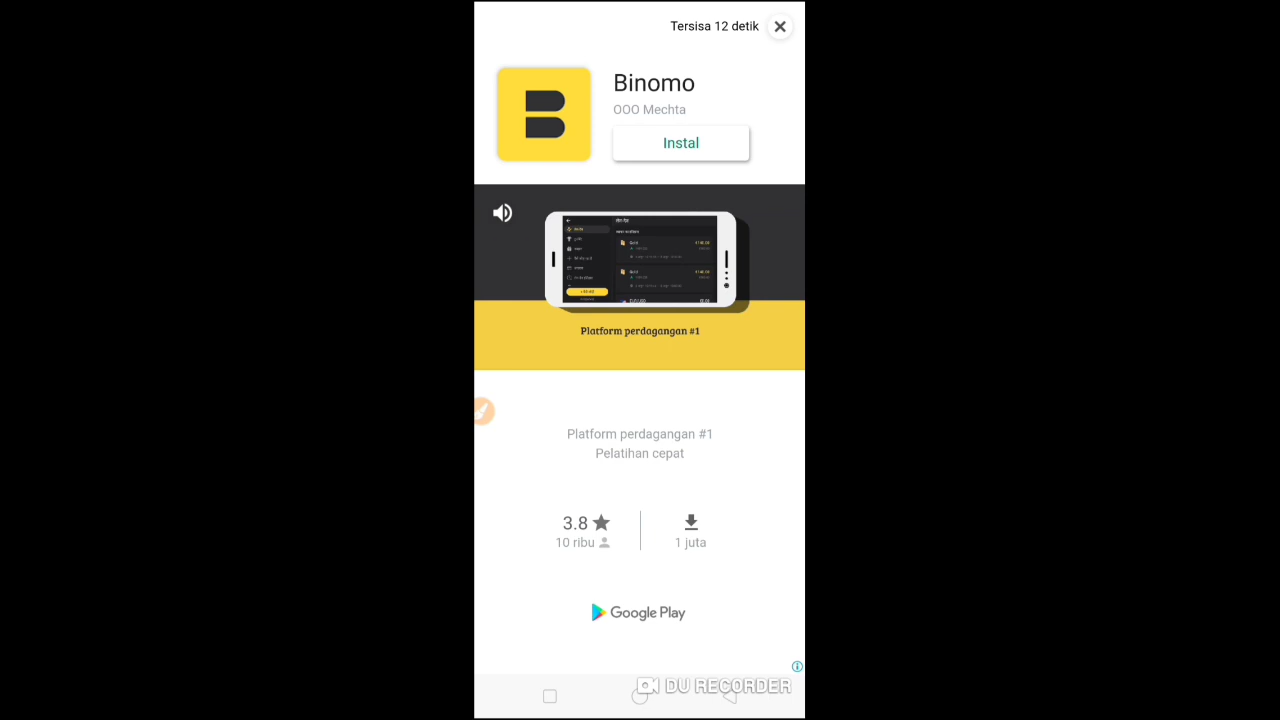 Tersisa 12 detik
Binomo
OOO Mechta
Instal
Platform perdagangan #1
Platform perdagangan #1
Pelatihan cepat
3.8
10 ribu
1 juta
Google Play
DU RECORDER